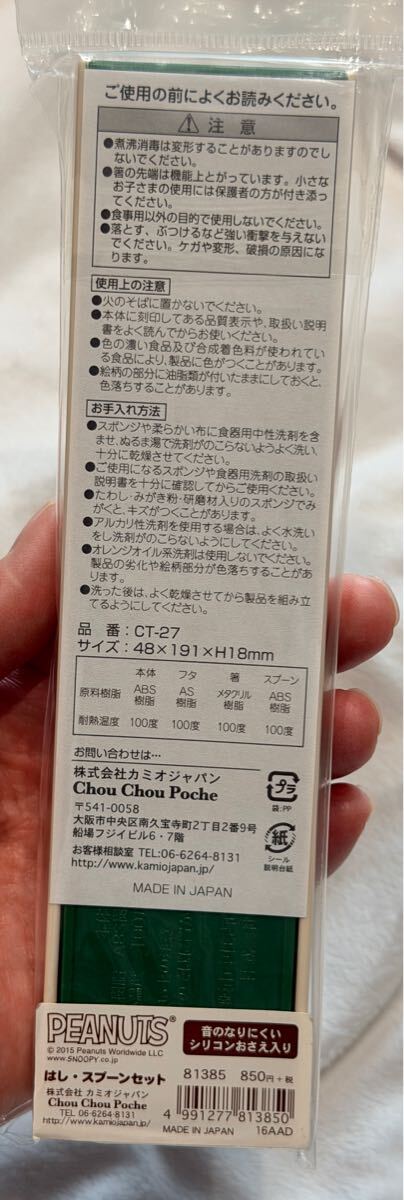 ご使用の前によくお読みください。
⚠ 注意
●煮沸消毒は変形することがありますのでし
ないでください。
●箸の先端は機能上とがっています。小さな
お子さまの使用には保護者の方が付き添っ
てください。
●食事用以外の目的で使用しないでください。
●落とす、ぶつけるなど強い衝撃を与えない
でください。ケガや変形、破損の原因にな
ります。
使用上の注意
●火のそばに置かないでください。
●本体に刻印してある品質表示や、取扱い説明
書をよく読んでからお使いください。
●色の濃い食品及び合成着色料が使われてい
る食品により、製品に色がつくことがあります。
●絵柄の部分に油脂類が付いたままにしておくと、
色落ちすることがあります。
お手入れ方法
●スポンジや柔らかい布に食器用中性洗剤を含
ませ、ぬるま湯で洗剤がのこらないようよく洗い、
十分に乾燥させてください。
●ご使用になるスポンジや食器用洗剤の取扱い
説明書を十分に確認してからご使用ください。
●たわし・みがき粉・研磨材入りのスポンジでみ
がくと、キズがつくことがあります。
●アルカリ性洗剤を使用する場合は、よく水洗い
をし洗剤がのこらないようにしてください。
●オレンジオイル系洗剤は使用しないでください。
製品の劣化や絵柄部分が色落ちすることがあ
ります。
●洗った後は、よく乾燥させてから製品を組み立
てるようにしてください。
品番：CT-27
サイズ：48×191×H18mm
本体 フタ 箸 スプーン
原料樹脂 ABS樹脂 AS樹脂 メタクリル樹脂 ABS樹脂
耐熱温度 100度 100度 100度 100度
お問い合わせは…
株式会社カミオジャパン
Chou Chou Poche
〒541-0058
大阪市中央区南久宝寺町2丁目2番9号
船場フジイビル6・7階
お客様相談室 TEL:06-6264-8131
http://www.kamiojapan.com/
MADE IN JAPAN
プラ
袋:PP
紙
シール
説明台紙
PEANUTS®
© 2015 Peanuts Worldwide LLC
www.SNOOPY.co.jp
音のなりにくい
シリコンおさえ入り
はし・スプーンセット
81385 850円+税
株式会社 カミオジャパン
Chou Chou Poche
TEL 06-6264-8131
http://www.kamiojapan.com/
4 991277 813850
MADE IN JAPAN 16AAD